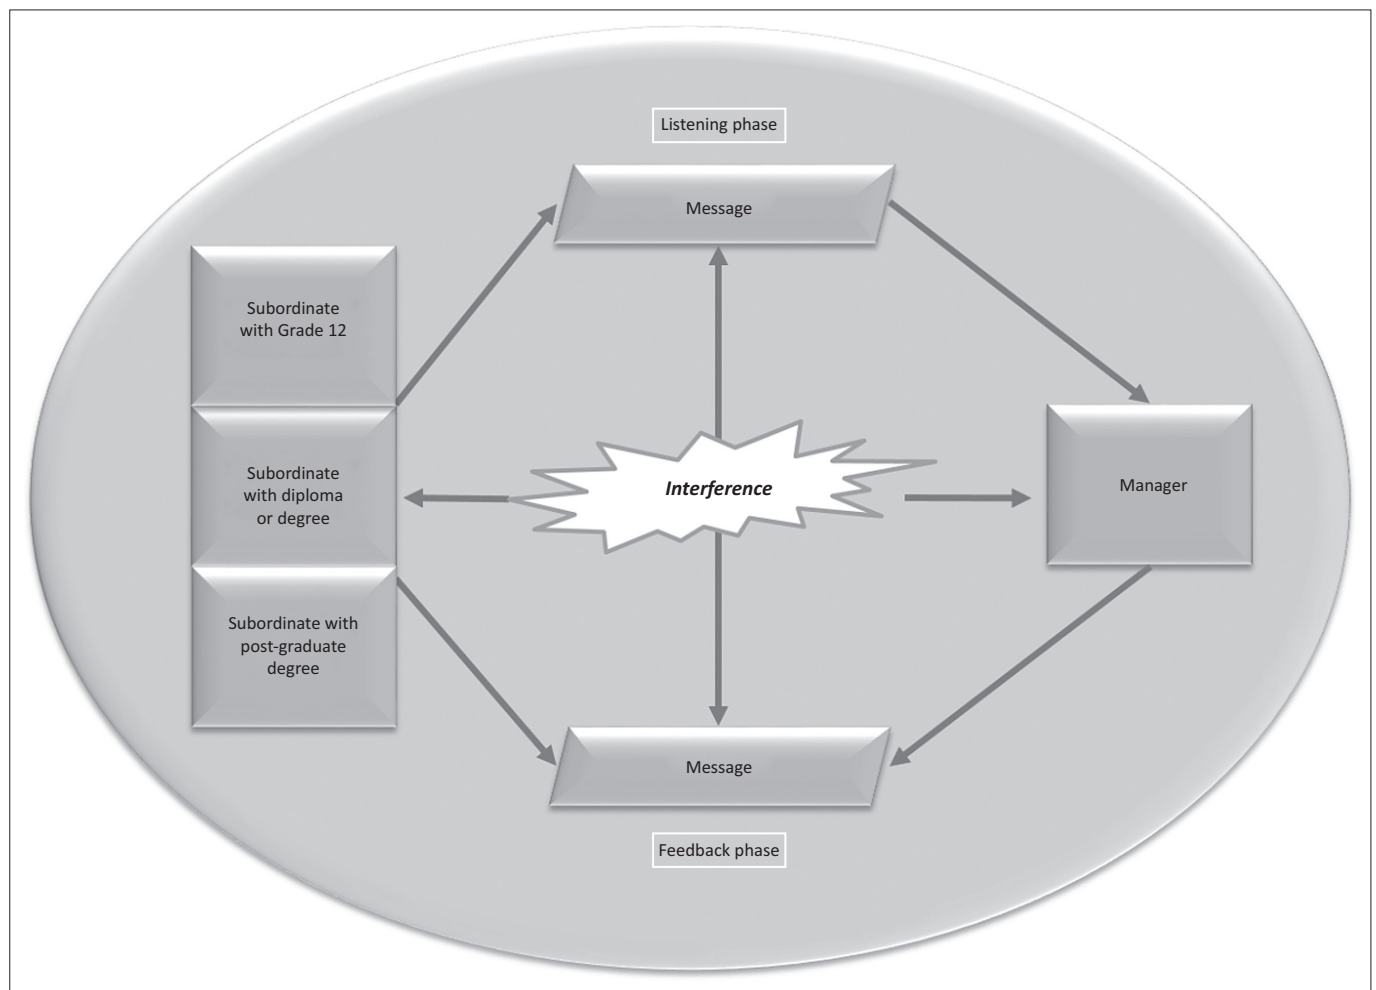 Listening phase
Message
Subordinate
with Grade 12
Subordinate
with diploma
or degree
Interference
Manager
Subordinate with
post-graduate
degree
Message
Feedback phase